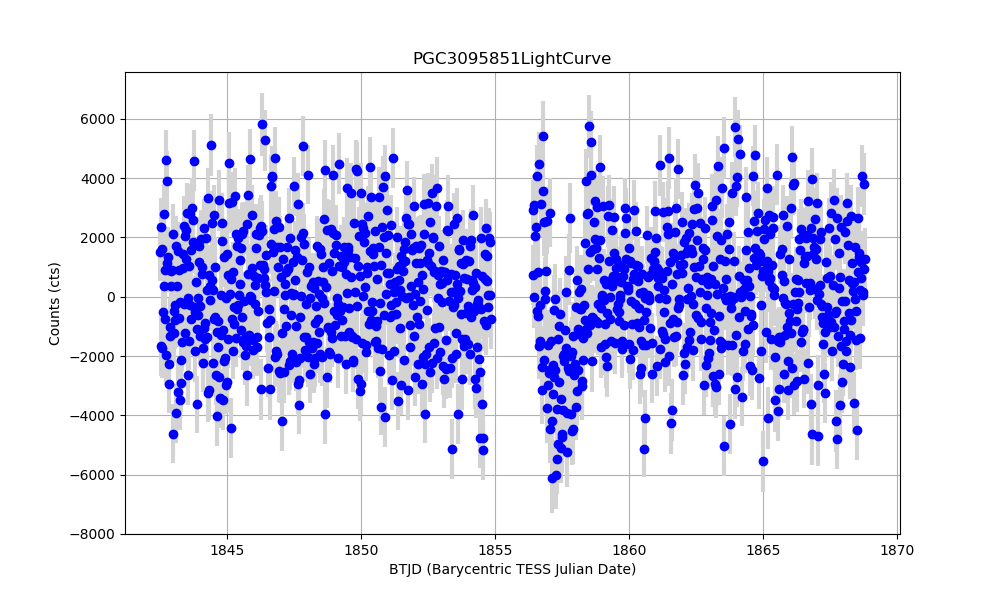 PGC3095851LightCurve
Counts (cts)
6000
4000
2000
0
−2000
−4000
−6000
−8000
1845 1850 1855 1860 1865 1870
BTJD (Barycentric TESS Julian Date)